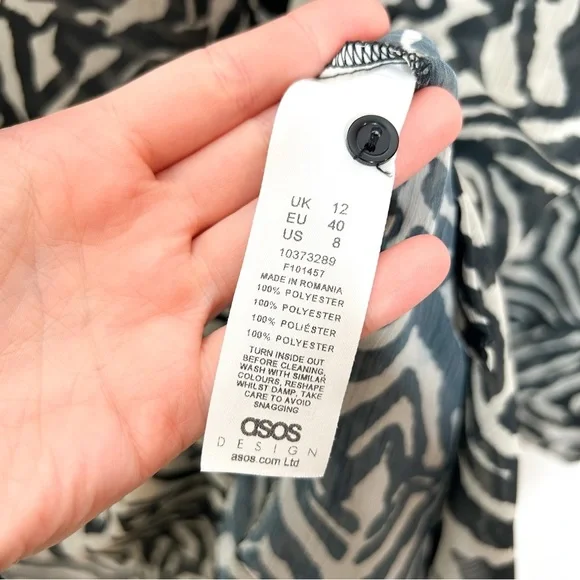 UK 12
EU 40
US 8
10373289
F101457
MADE IN ROMANIA
100% POLYESTER
100% POLYESTER
100% POLIÉSTER
100% POLYESTER
TURN INSIDE OUT
BEFORE CLEANING,
WASH WITH SIMILAR
COLOURS, RESHAPE
WHILST DAMP, TAKE
CARE TO AVOID
SNAGGING
asos
DESIGN
asos.com Ltd